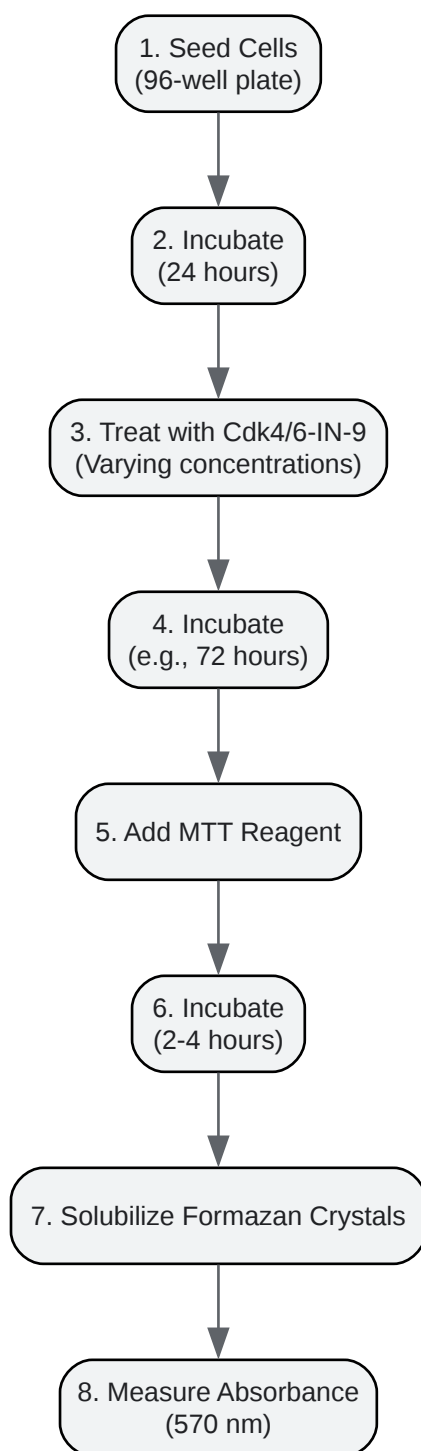 1. Seed Cells
(96-well plate)
2. Incubate
(24 hours)
3. Treat with Cdk4/6-IN-9
(Varying concentrations)
4. Incubate
(e.g., 72 hours)
5. Add MTT Reagent
6. Incubate
(2-4 hours)
7. Solubilize Formazan Crystals
8. Measure Absorbance
(570 nm)